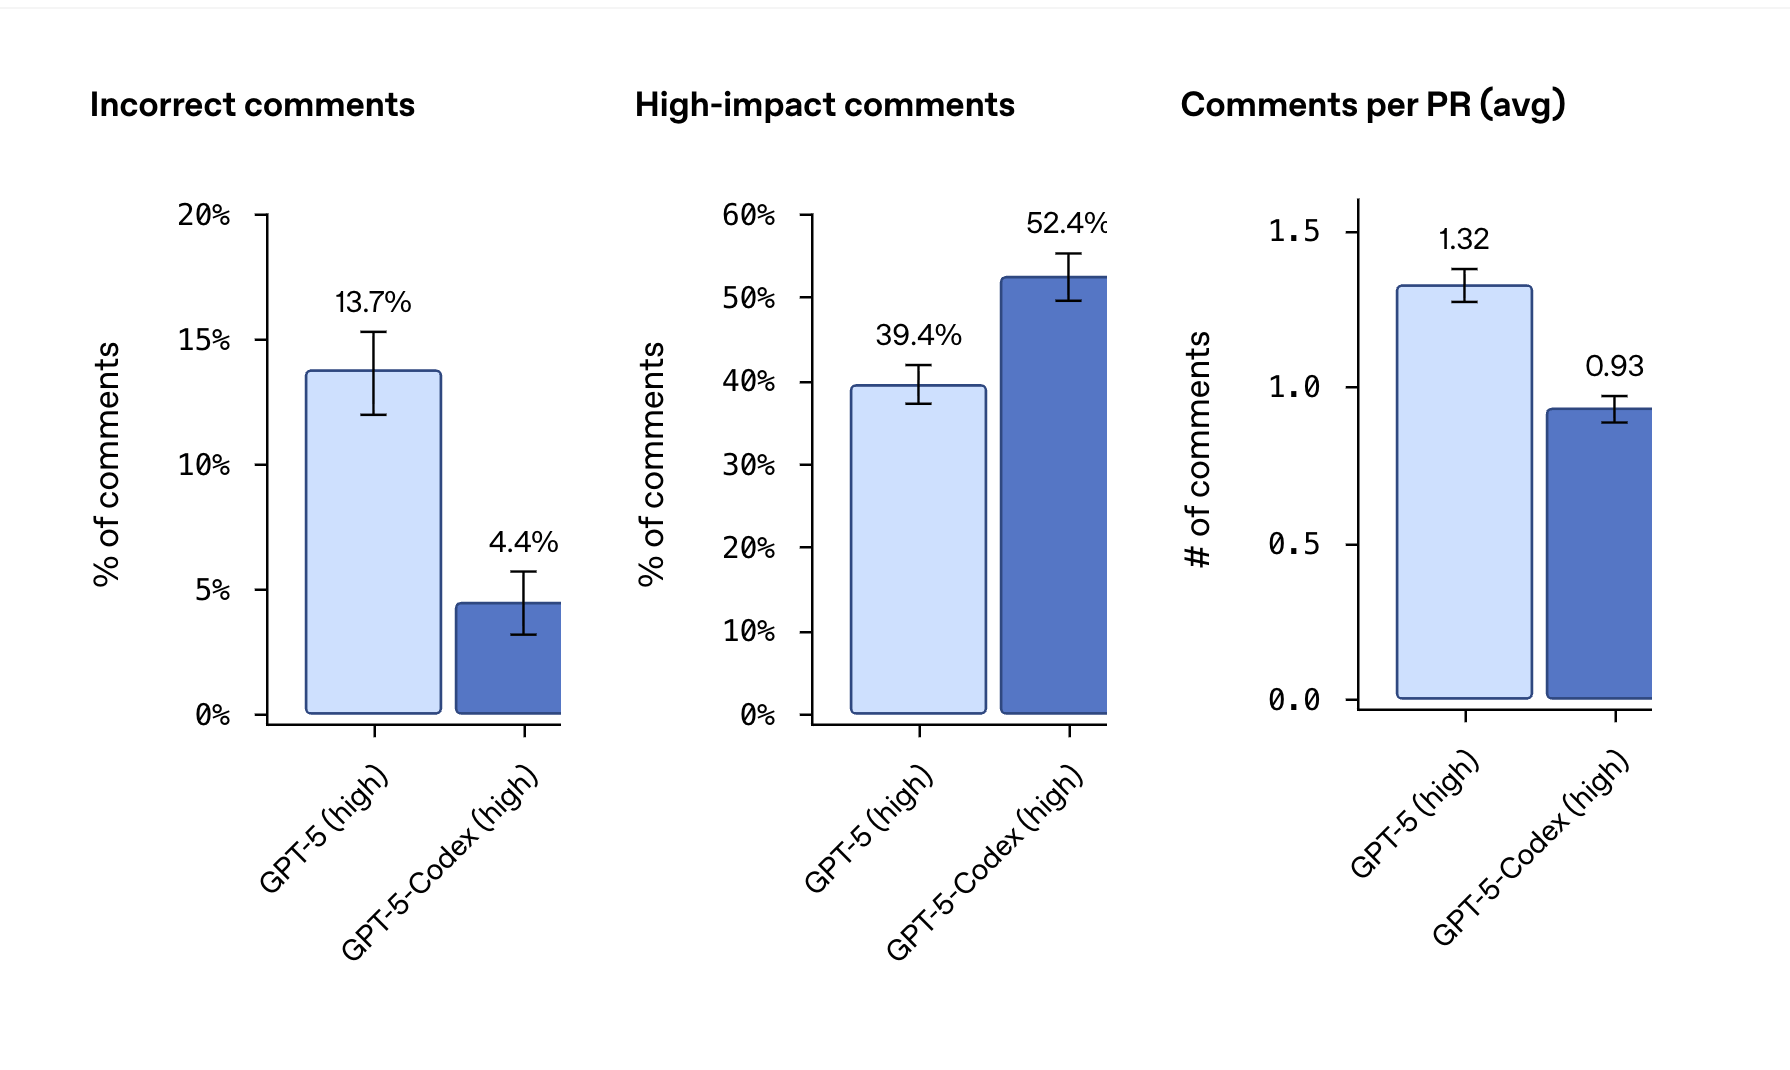 Incorrect comments
% of comments
20%
15%
10%
5%
0%
13.7%
4.4%
GPT-5 (high)
GPT-5-Codex (high)
High-impact comments
% of comments
60%
50%
40%
30%
20%
10%
0%
39.4%
52.4%
GPT-5 (high)
GPT-5-Codex (high)
Comments per PR (avg)
# of comments
1.5
1.0
0.5
0.0
1.32
0.93
GPT-5 (high)
GPT-5-Codex (high)